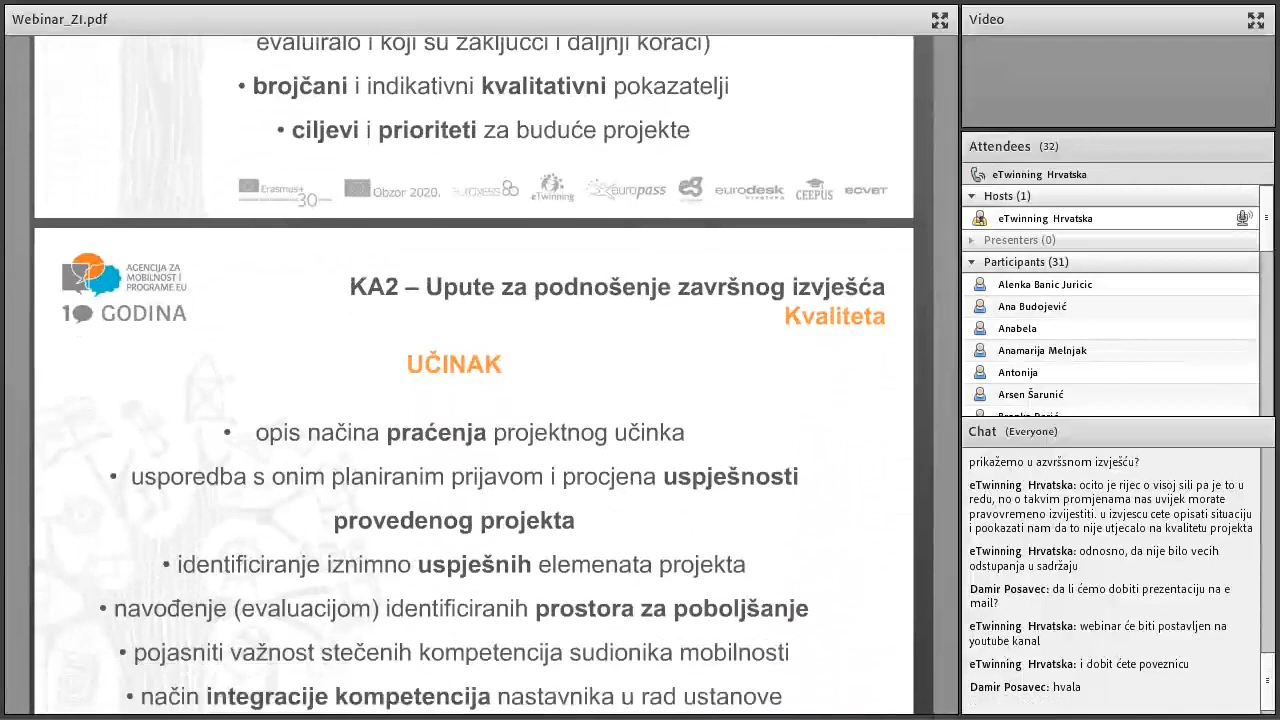 Webinar_ZI.pdf
evaluiralo i koji su zaključci i daljnji koraci)
• brojčani i indikativni kvalitativni pokazatelji
• ciljevi i prioriteti za buduće projekte
Erasmus+ 30 Obzor 2020. EURAXESS eTwinning europass eurodesk hrvatska CEEPUS ECVET
AGENCIJA ZA
MOBILNOST I
PROGRAME EU
10 GODINA
KA2 – Upute za podnošenje završnog izvješća
Kvaliteta
UČINAK
• opis načina praćenja projektnog učinka
• usporedba s onim planiranim prijavom i procjena uspješnosti
provedenog projekta
• identificiranje iznimno uspješnih elemenata projekta
• navođenje (evaluacijom) identificiranih prostora za poboljšanje
• pojasniti važnost stečenih kompetencija sudionika mobilnosti
• način integracije kompetencija nastavnika u rad ustanove
Video
Attendees (32)
eTwinning Hrvatska
Hosts (1)
eTwinning Hrvatska
Presenters (0)
Participants (31)
Alenka Banic Juricic
Ana Budojević
Anabela
Anamarija Melnjak
Antonija
Arsen Šarunić
Chat (Everyone)
prikažemo u azvršsnom izvješću?
eTwinning Hrvatska: ocito je rijec o visoj sili pa je to u
redu, no o takvim promjenama nas uvijek morate
pravovremeno izvijestiti. u izvjescu cete opisati situaciju
i pookazati nam da to nije utjecalo na kvalitetu projekta
eTwinning Hrvatska: odnosno, da nije bilo vecih
odstupanja u sadržaju
Damir Posavec: da li ćemo dobiti prezentaciju na e
mail?
eTwinning Hrvatska: webinar će biti postavljen na
youtube kanal
eTwinning Hrvatska: i dobit ćete poveznicu
Damir Posavec: hvala